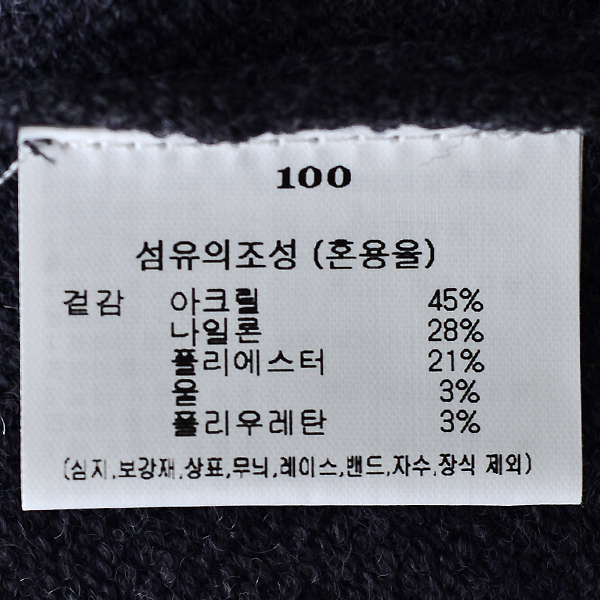 100
섬유의조성 (혼용율)
겉감 아크릴 45%
나일론 28%
폴리에스터 21%
울 3%
폴리우레탄 3%
(심지,보강재,상표,무늬,레이스,밴드,자수,장식 제외)